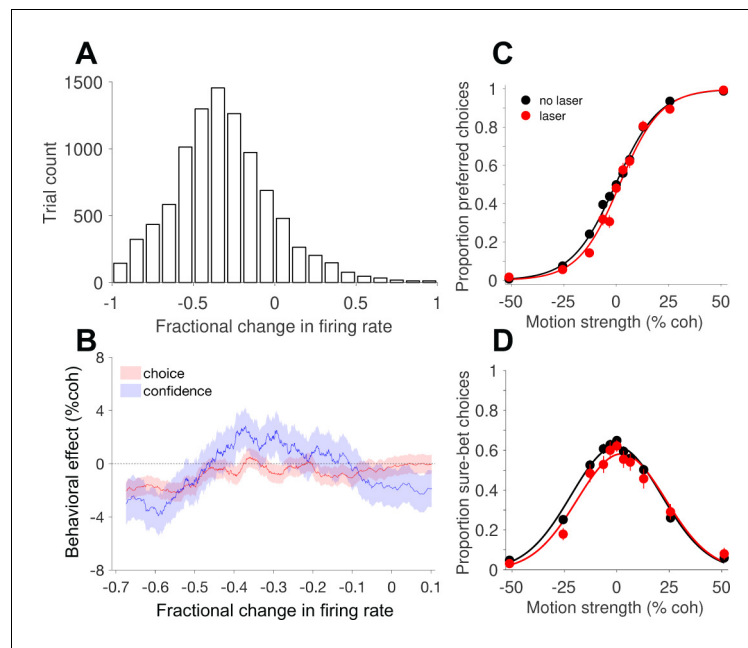 A
Trial count
1500
1000
500
0
-1
-0.5
0
0.5
1
Fractional change in firing rate
B
Behavioral effect (%coh)
8
4
0
-4
-8
choice
confidence
-0.7
-0.6
-0.5
-0.4
-0.3
-0.2
-0.1
0
0.1
Fractional change in firing rate
C
Proportion preferred choices
1
0.8
0.6
0.4
0.2
0
no laser
laser
-50
-25
0
25
50
Motion strength (% coh)
D
Proportion sure-bet choices
1
0.8
0.6
0.4
0.2
0
-50
-25
0
25
50
Motion strength (% coh)